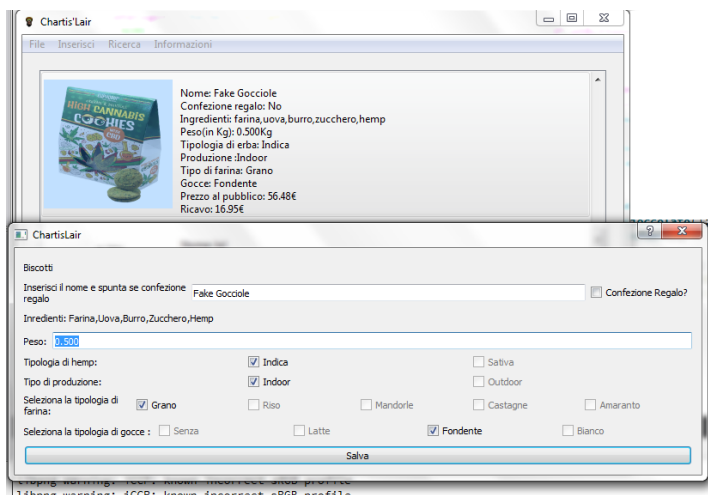 Chartis'Lair
File Inserisci Ricerca Informazioni
HIGH CANNABIS
COOKIES
CBD
Nome: Fake Gocciole
Confezione regalo: No
Ingredienti: farina,uova,burro,zucchero,hemp
Peso(in Kg): 0.500Kg
Tipologia di erba: Indica
Produzione :Indoor
Tipo di farina: Grano
Gocce: Fondente
Prezzo al pubblico: 56.48€
Ricavo: 16.95€
ChartisLair
Biscotti
Inserisci il nome e spunta se confezione regalo
Fake Gocciole
Confezione Regalo?
Inredienti: Farina,Uova,Burro,Zucchero,Hemp
Peso: 0.500
Tipologia di hemp: Indica Sativa
Tipo di produzione: Indoor Outdoor
Seleziona la tipologia di farina: Grano Riso Mandorle Castagne Amaranto
Seleziona la tipologia di gocce : Senza Latte Fondente Bianco
Salva
libpng warning: iCCP: known incorrect sRGB profile